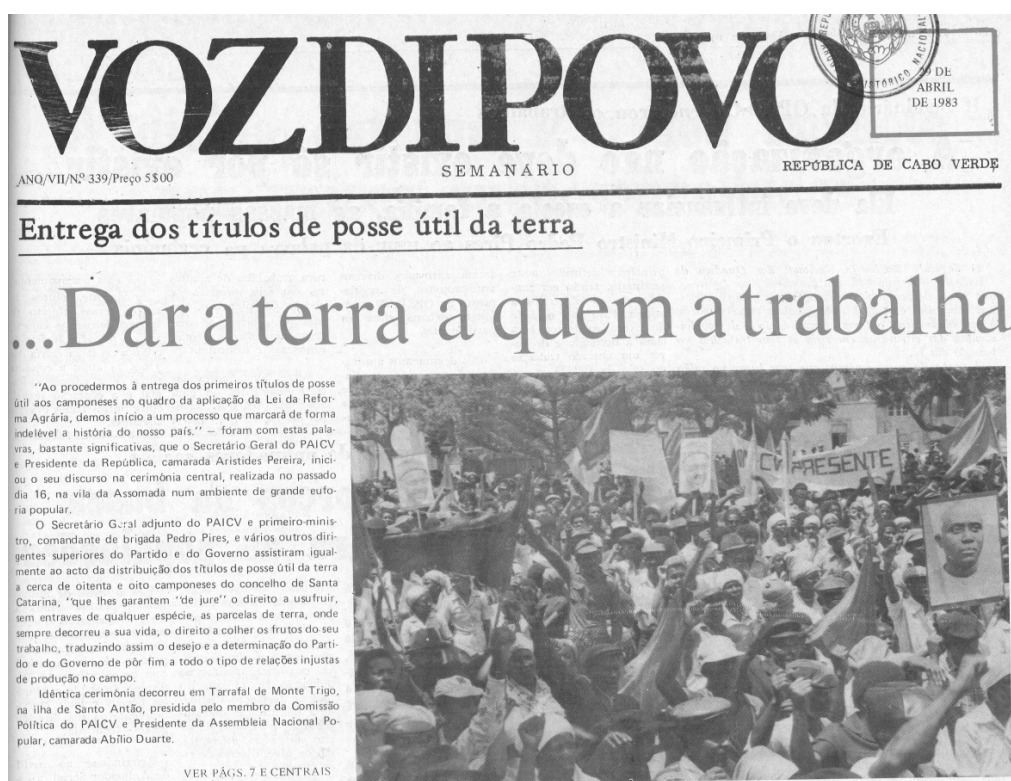 VOZ DI POVO
29 DE
ABRIL
DE 1983
SEMANÁRIO
REPÚBLICA DE CABO VERDE
ANO/VII/N.º 339/Preço 5$00
Entrega dos títulos de posse útil da terra
...Dar a terra a quem a trabalha
"Ao procedermos à entrega dos primeiros títulos de posse
útil aos camponeses no quadro da aplicação da Lei da Refor-
ma Agrária, demos início a um processo que marcará de forma
indelével a história do nosso país." — foram com estas pala-
vras, bastante significativas, que o Secretário Geral do PAICV
e Presidente da República, camarada Aristides Pereira, inici-
ou o seu discurso na cerimónia central, realizada no passado
dia 16, na vila da Assomada num ambiente de grande eufo-
ria popular.
O Secretário Geral adjunto do PAICV e primeiro-minis-
tro, comandante de brigada Pedro Pires, e vários outros diri-
gentes superiores do Partido e do Governo assistiram igual-
mente ao acto da distribuição dos títulos de posse útil da terra
a cerca de oitenta e oito camponeses do concelho de Santa
Catarina, "que lhes garantem "de jure" o direito a usufruir,
sem entraves de qualquer espécie, as parcelas de terra, onde
sempre decorreu a sua vida, o direito a colher os frutos do seu
trabalho, traduzindo assim o desejo e a determinação do Parti-
do e do Governo de pôr fim a todo o tipo de relações injustas
de produção no campo.
Idêntica cerimónia decorreu em Tarrafal de Monte Trigo,
na ilha de Santo Antão, presidida pelo membro da Comissão
Política do PAICV e Presidente da Assembleia Nacional Po-
pular, camarada Abílio Duarte.
VER PÁGS. 7 E CENTRAIS
CV PRESENTE